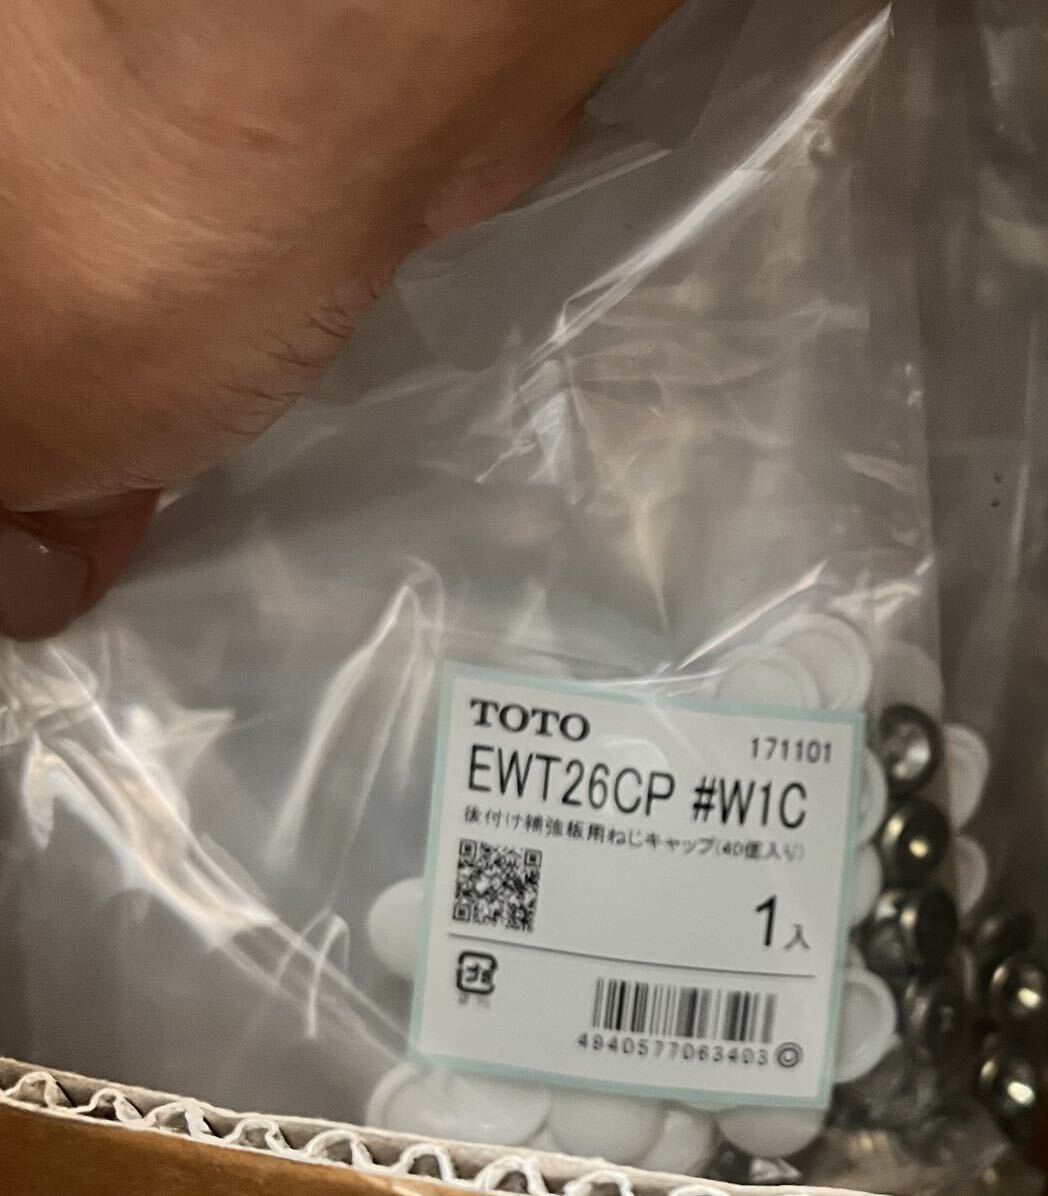 TOTO
171101
EWT26CP #W1C
後付け補強板用ねじキャップ(40個入り)
1入
4940577063403